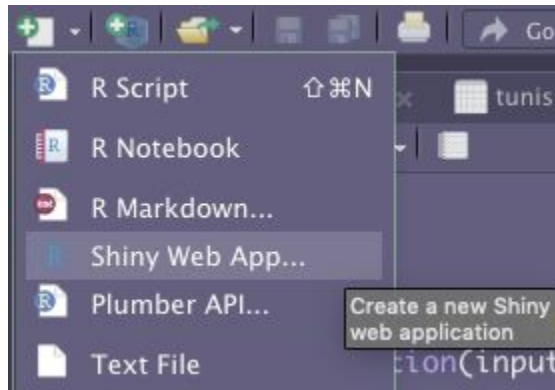 Go
R Script ⇧⌘N
tunis
R Notebook
R Markdown...
Shiny Web App...
Plumber API...
Create a new Shiny
web application
Text File
tion(input